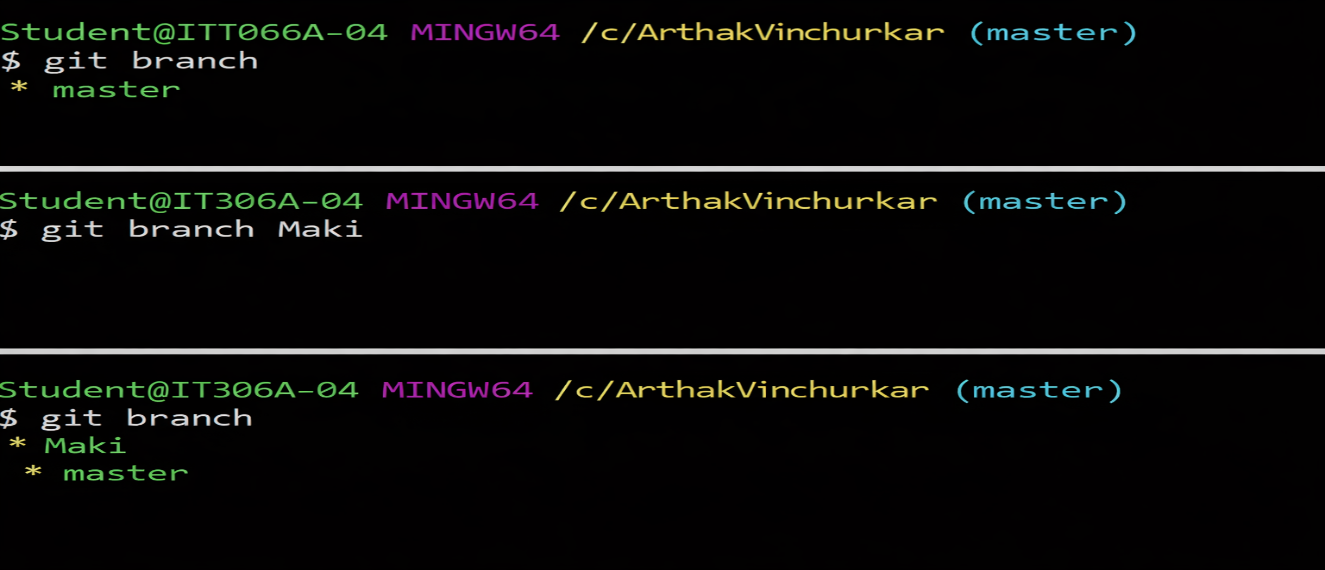 Student@ITT066A-04 MINGW64 /c/ArthakVinchurkar (master)
$ git branch
* master
Student@IT306A-04 MINGW64 /c/ArthakVinchurkar (master)
$ git branch Maki
Student@IT306A-04 MINGW64 /c/ArthakVinchurkar (master)
$ git branch
* Maki
* master